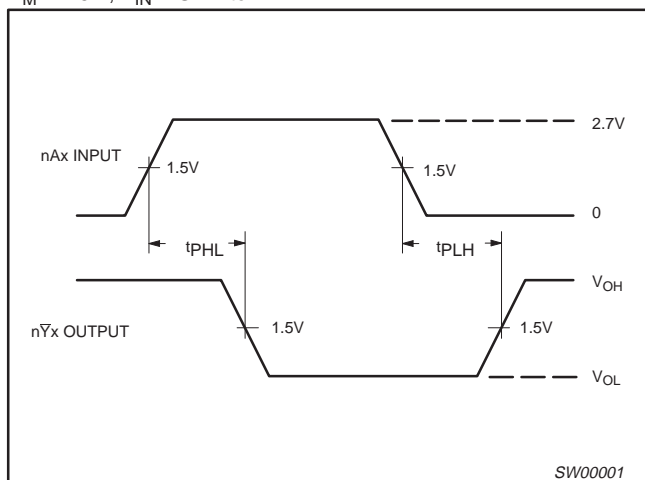 nAx INPUT
2.7V
1.5V
1.5V
0
tPHL
tPLH
VOH
nY̅x OUTPUT
1.5V
1.5V
VOL
SW00001